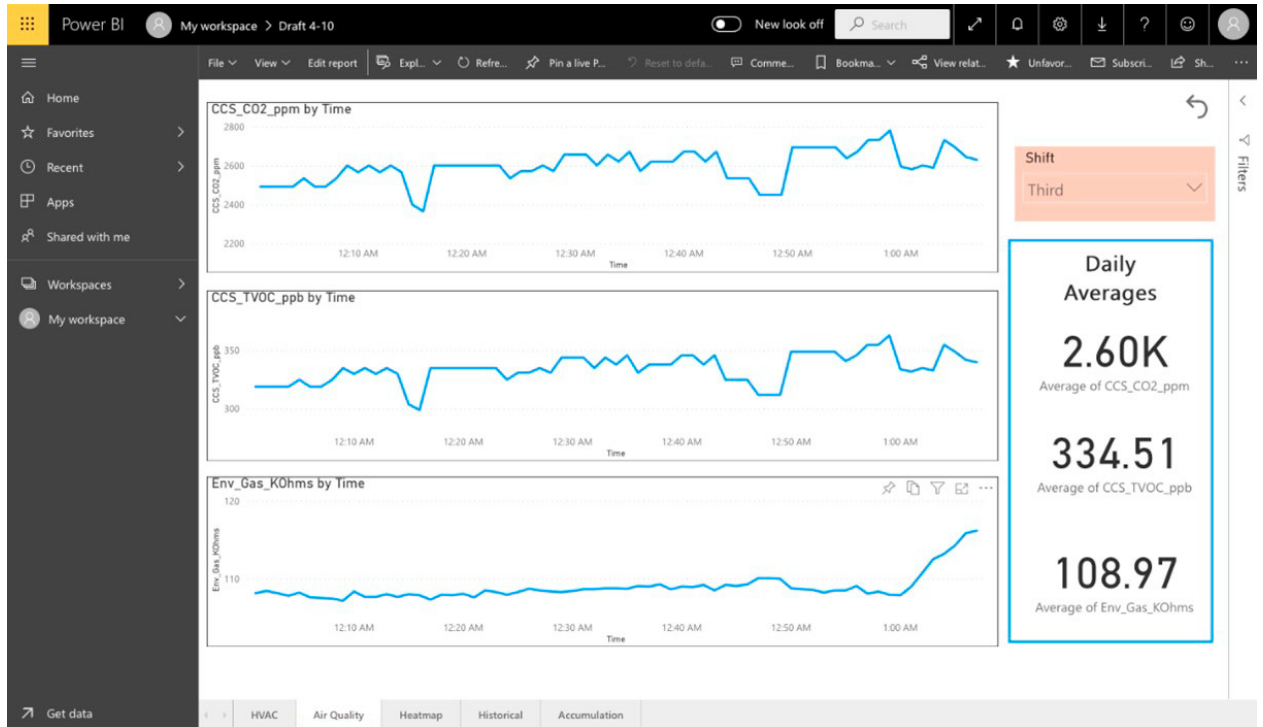 Power BI
My workspace > Draft 4-10
New look off
Search
File
View
Edit report
Expl...
Refre...
Pin a live P...
Reset to defa...
Comme...
Bookma...
View relat...
Unfavor...
Subscri...
Sh...
Home
Favorites
Recent
Apps
Shared with me
Workspaces
My workspace
Get data
CCS_CO2_ppm by Time
CCS_CO2_ppm
2800
2600
2400
2200
12:10 AM 12:20 AM 12:30 AM 12:40 AM 12:50 AM 1:00 AM
Time
CCS_TVOC_ppb by Time
CCS_TVOC_ppb
350
300
12:10 AM 12:20 AM 12:30 AM 12:40 AM 12:50 AM 1:00 AM
Time
Env_Gas_KOhms by Time
Env_Gas_KOhms
120
110
12:10 AM 12:20 AM 12:30 AM 12:40 AM 12:50 AM 1:00 AM
Time
Shift
Third
Daily
Averages
2.60K
Average of CCS_CO2_ppm
334.51
Average of CCS_TVOC_ppb
108.97
Average of Env_Gas_KOhms
Filters
HVAC
Air Quality
Heatmap
Historical
Accumulation